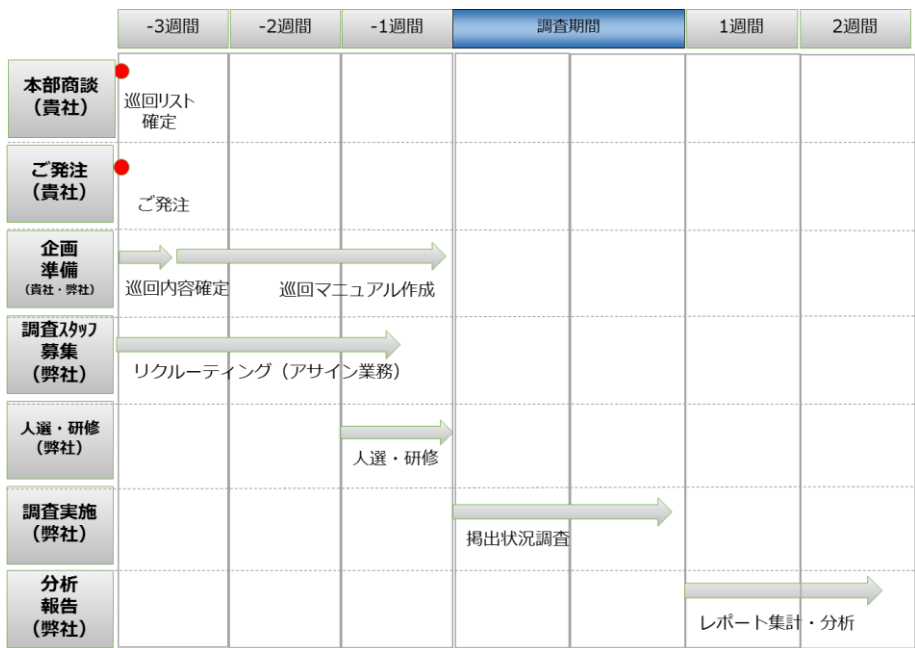 -3週間 -2週間 -1週間 調査期間 1週間 2週間
本部商談
（貴社）
巡回リスト
確定
ご発注
（貴社）
ご発注
企画
準備
（貴社・弊社）
巡回内容確定 巡回マニュアル作成
調査スタッフ
募集
（弊社）
リクルーティング（アサイン業務）
人選・研修
（弊社）
人選・研修
調査実施
（弊社）
掲出状況調査
分析
報告
（弊社）
レポート集計・分析